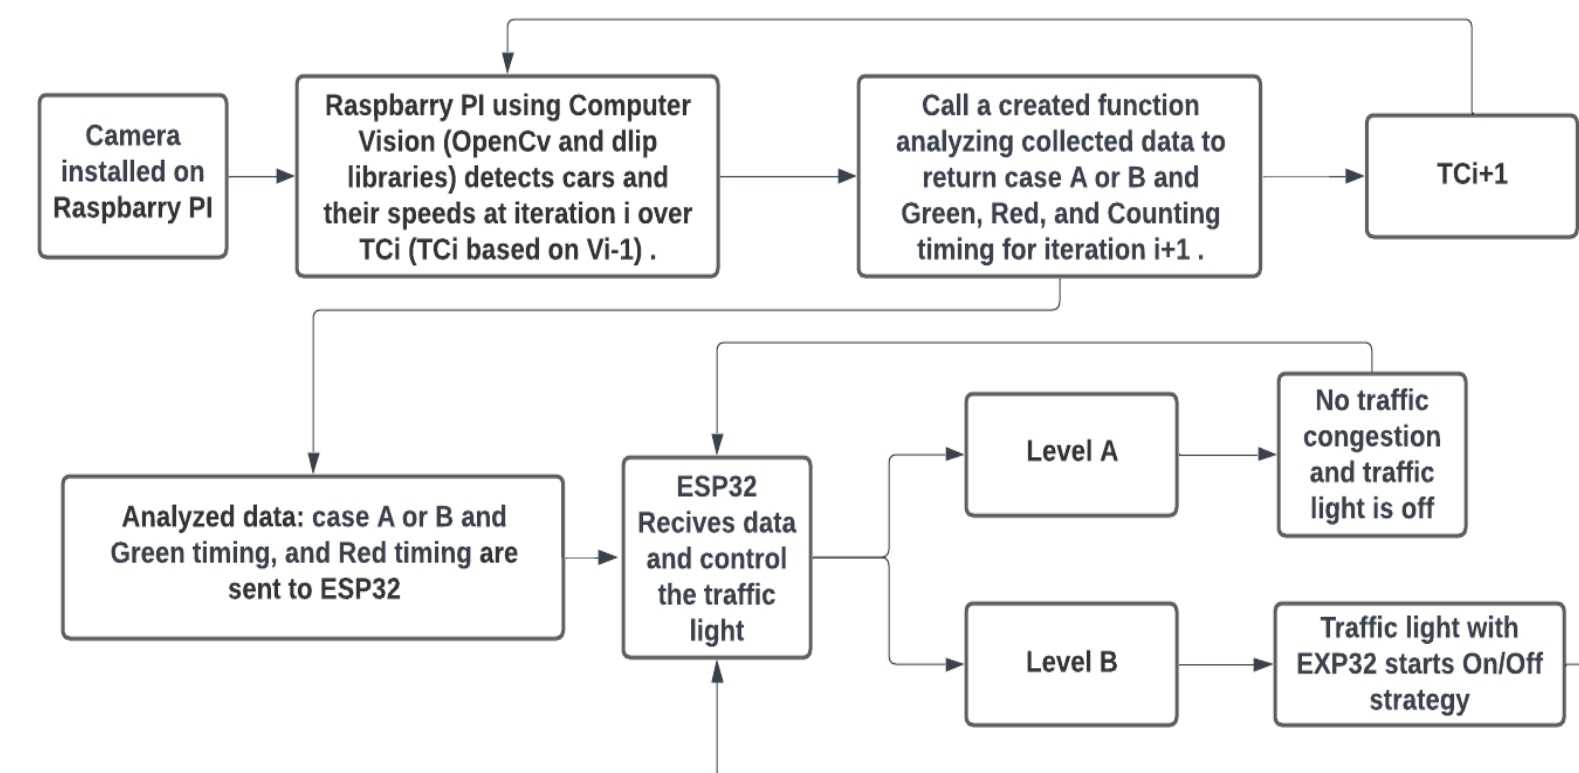 Camera
installed on
Raspbarry PI
Raspbarry PI using Computer
Vision (OpenCv and dlip
libraries) detects cars and
their speeds at iteration i over
TCi (TCi based on Vi-1) .
Call a created function
analyzing collected data to
return case A or B and
Green, Red, and Counting
timing for iteration i+1 .
TCi+1
Analyzed data: case A or B and
Green timing, and Red timing are
sent to ESP32
ESP32
Recives data
and control
the traffic
light
Level A
No traffic
congestion
and traffic
light is off
Level B
Traffic light with
EXP32 starts On/Off
strategy